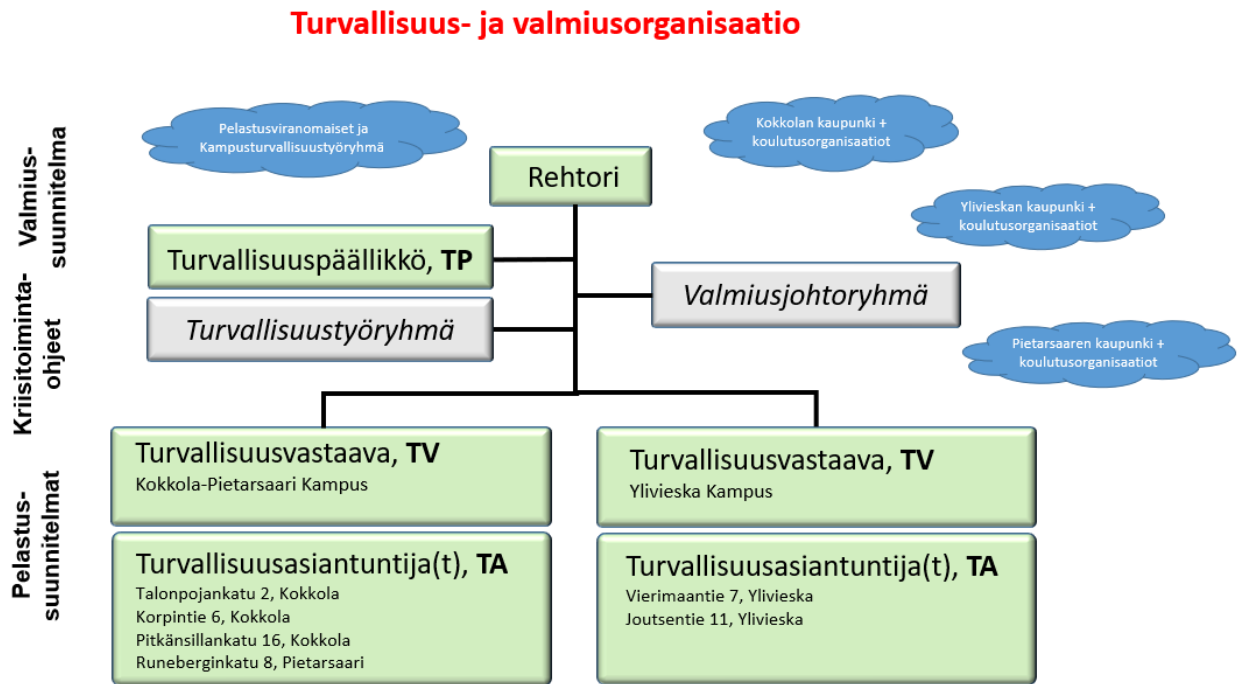 Turvallisuus- ja valmiusorganisaatio
Pelastusviranomaiset ja
Kampusturvallisuustyöryhmä
Kokkolan kaupunki +
koulutusorganisaatiot
Ylivieskan kaupunki +
koulutusorganisaatiot
Pietarsaaren kaupunki +
koulutusorganisaatiot
Valmius-
suunnitelma
Kriisitoiminta-
ohjeet
Pelastus-
suunnitelmat
Rehtori
Turvallisuuspäällikkö, TP
Turvallisuustyöryhmä
Valmiusjohtoryhmä
Turvallisuusvastaava, TV
Kokkola-Pietarsaari Kampus
Turvallisuusasiantuntija(t), TA
Talonpojankatu 2, Kokkola
Korpintie 6, Kokkola
Pitkänsillankatu 16, Kokkola
Runeberginkatu 8, Pietarsaari
Turvallisuusvastaava, TV
Ylivieska Kampus
Turvallisuusasiantuntija(t), TA
Vierimaantie 7, Ylivieska
Joutsentie 11, Ylivieska